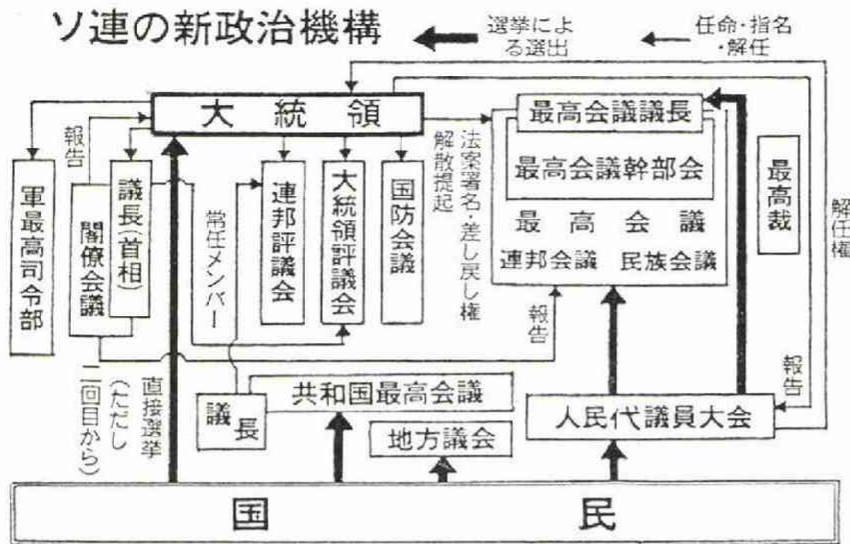 ソ連の新政治機構
選挙によ
る選出
任命・指名
・解任
大統領
報告
軍最高司令部
閣僚会議
議長(首相)
常任メンバー
連邦評議会
大統領評議会
国防会議
法案署名・差し戻し権
解散提起
最高会議議長
最高会議幹部会
最高会議
連邦会議 民族会議
最高裁
解任権
報告
報告
直接選挙
(ただし
二回目から)
議長
共和国最高会議
地方議会
人民代議員大会
国民